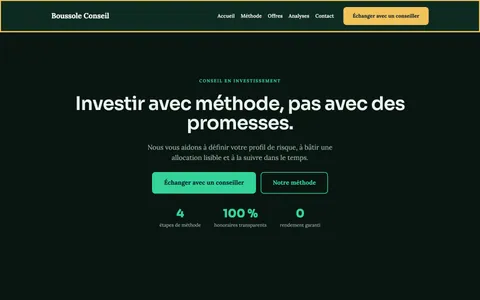 Boussole Conseil
Accueil Méthode Offres Analyses Contact Échanger avec un conseiller
CONSEIL EN INVESTISSEMENT
Investir avec méthode, pas avec des
promesses.
Nous vous aidons à définir votre profil de risque, à bâtir une
allocation lisible et à la suivre dans le temps.
Échanger avec un conseiller Notre méthode
4 100 % 0
étapes de méthode honoraires transparents rendement garanti